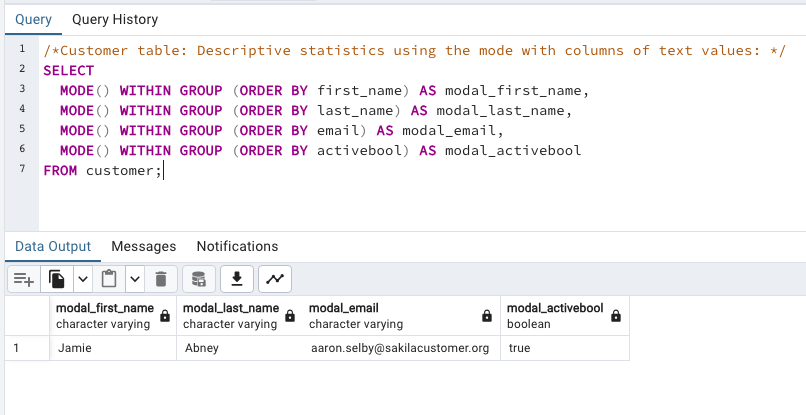 Query Query History
1 /*Customer table: Descriptive statistics using the mode with columns of text values: */
2 SELECT
3 MODE() WITHIN GROUP (ORDER BY first_name) AS modal_first_name,
4 MODE() WITHIN GROUP (ORDER BY last_name) AS modal_last_name,
5 MODE() WITHIN GROUP (ORDER BY email) AS modal_email,
6 MODE() WITHIN GROUP (ORDER BY activebool) AS modal_activebool
7 FROM customer;
Data Output Messages Notifications
modal_first_name modal_last_name modal_email modal_activebool
character varying character varying character varying boolean
1 Jamie Abney aaron.selby@sakilacustomer.org true